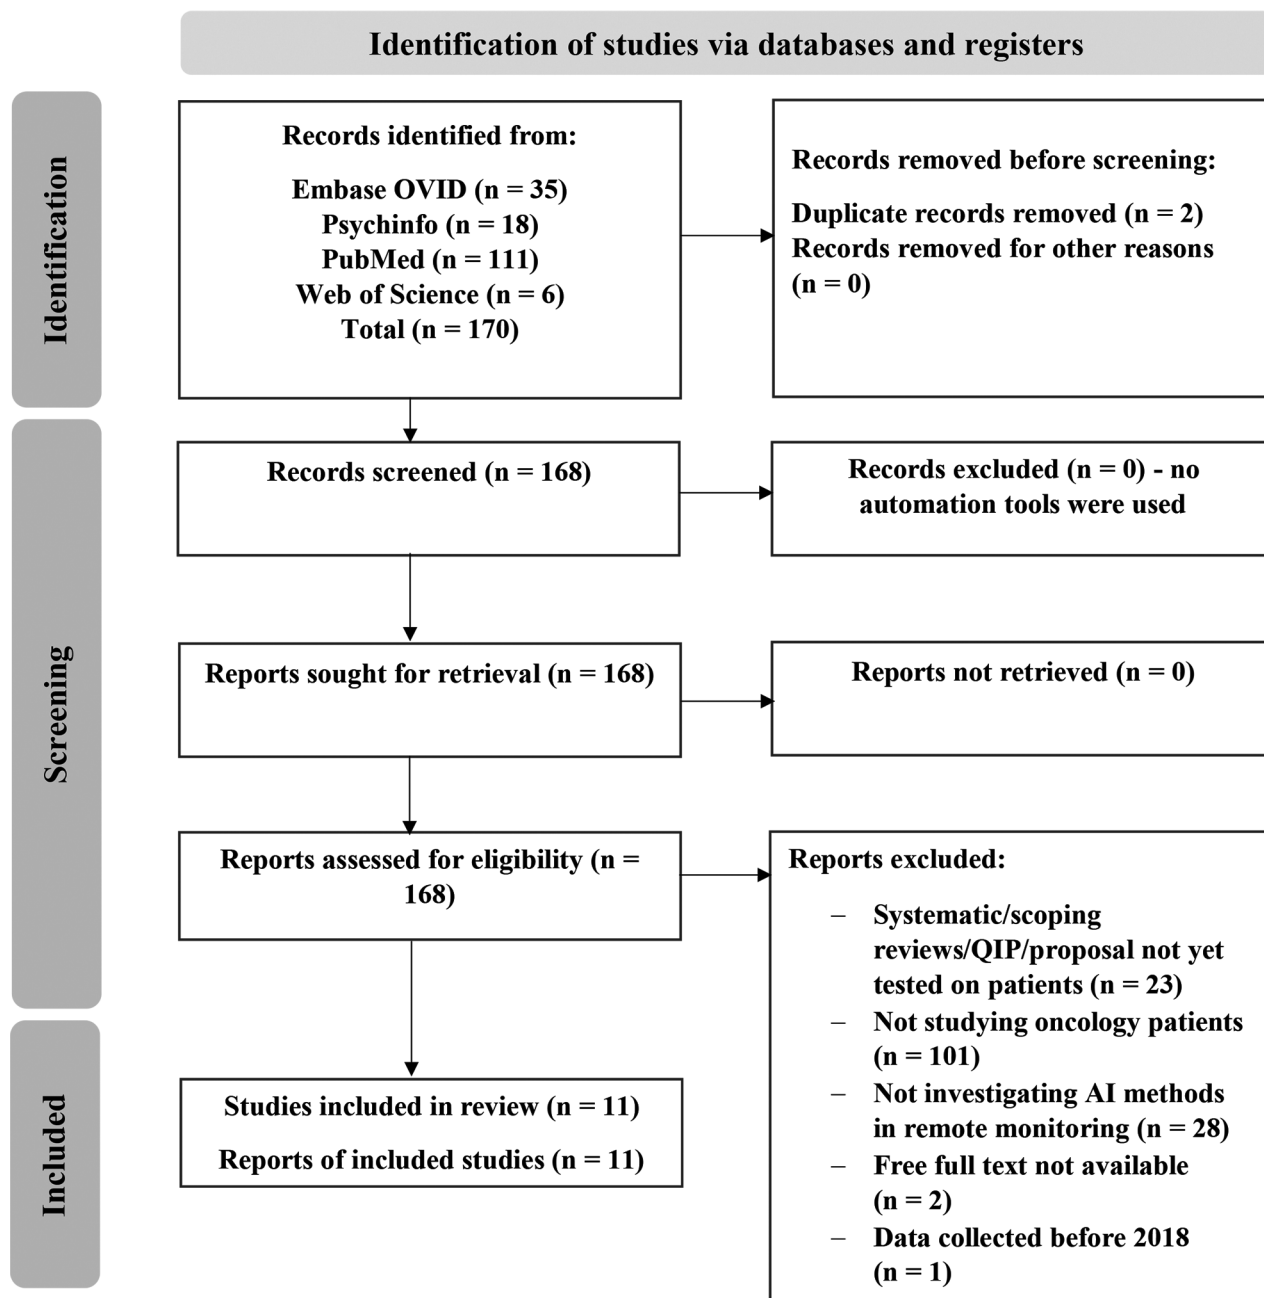 Identification of studies via databases and registers
Identification
Records identified from:
Embase OVID (n = 35)
Psychinfo (n = 18)
PubMed (n = 111)
Web of Science (n = 6)
Total (n = 170)
Records removed before screening:
Duplicate records removed (n = 2)
Records removed for other reasons
(n = 0)
Screening
Records screened (n = 168)
Records excluded (n = 0) - no
automation tools were used
Reports sought for retrieval (n = 168)
Reports not retrieved (n = 0)
Reports assessed for eligibility (n =
168)
Reports excluded:
– Systematic/scoping
reviews/QIP/proposal not yet
tested on patients (n = 23)
– Not studying oncology patients
(n = 101)
– Not investigating AI methods
in remote monitoring (n = 28)
– Free full text not available
(n = 2)
– Data collected before 2018
(n = 1)
Included
Studies included in review (n = 11)
Reports of included studies (n = 11)